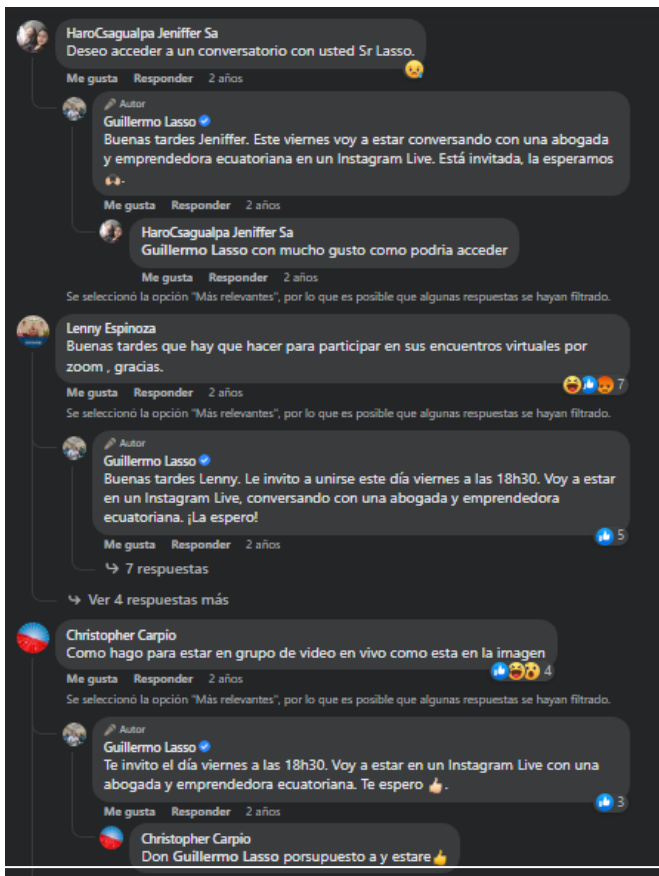 HaroCsagualpa Jeniffer Sa
Deseo acceder a un conversatorio con usted Sr Lasso.
Me gusta Responder 2 años
Autor
Guillermo Lasso
Buenas tardes Jeniffer. Este viernes voy a estar conversando con una abogada
y emprendedora ecuatoriana en un Instagram Live. Está invitada, la esperamos
🙌🏻.
Me gusta Responder 2 años
HaroCsagualpa Jeniffer Sa
Guillermo Lasso con mucho gusto como podria acceder
Me gusta Responder 2 años
Se seleccionó la opción "Más relevantes", por lo que es posible que algunas respuestas se hayan filtrado.
Lenny Espinoza
Buenas tardes que hay que hacer para participar en sus encuentros virtuales por
zoom , gracias.
7
Me gusta Responder 2 años
Se seleccionó la opción "Más relevantes", por lo que es posible que algunas respuestas se hayan filtrado.
Autor
Guillermo Lasso
Buenas tardes Lenny. Le invito a unirse este día viernes a las 18h30. Voy a estar
en un Instagram Live, conversando con una abogada y emprendedora
ecuatoriana. ¡La espero!
5
Me gusta Responder 2 años
7 respuestas
Ver 4 respuestas más
Christopher Carpio
Como hago para estar en grupo de video en vivo como esta en la imagen
4
Me gusta Responder 2 años
Se seleccionó la opción "Más relevantes", por lo que es posible que algunas respuestas se hayan filtrado.
Autor
Guillermo Lasso
Te invito el día viernes a las 18h30. Voy a estar en un Instagram Live con una
abogada y emprendedora ecuatoriana. Te espero 👍🏻.
3
Me gusta Responder 2 años
Christopher Carpio
Don Guillermo Lasso porsupuesto a y estare👍